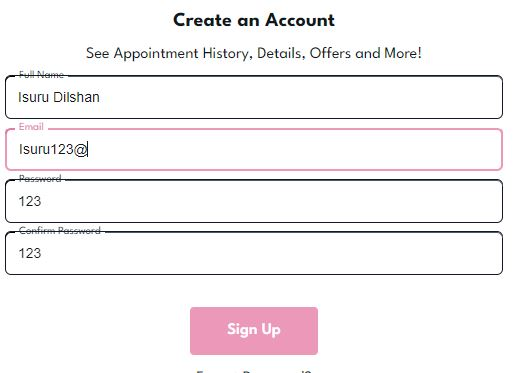 Create an Account
See Appointment History, Details, Offers and More!
Full Name
Isuru Dilshan
Email
Isuru123@
Password
123
Confirm Password
123
Sign Up